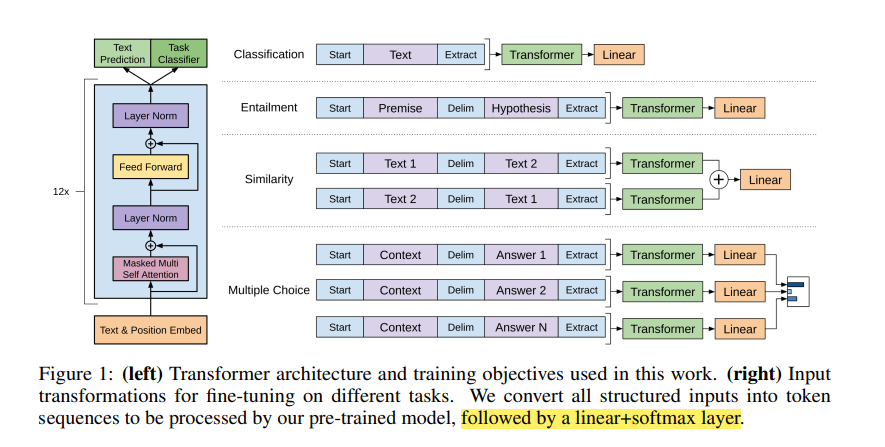 Text Prediction
Task Classifier
12x
Layer Norm
Feed Forward
Layer Norm
Masked Multi Self Attention
Text & Position Embed
Classification
Start Text Extract Transformer Linear
Entailment
Start Premise Delim Hypothesis Extract Transformer Linear
Similarity
Start Text 1 Delim Text 2 Extract Transformer
+ Linear
Start Text 2 Delim Text 1 Extract Transformer
Multiple Choice
Start Context Delim Answer 1 Extract Transformer Linear
Start Context Delim Answer 2 Extract Transformer Linear
Start Context Delim Answer N Extract Transformer Linear
Figure 1: (left) Transformer architecture and training objectives used in this work. (right) Input
transformations for fine-tuning on different tasks. We convert all structured inputs into token
sequences to be processed by our pre-trained model, followed by a linear+softmax layer.